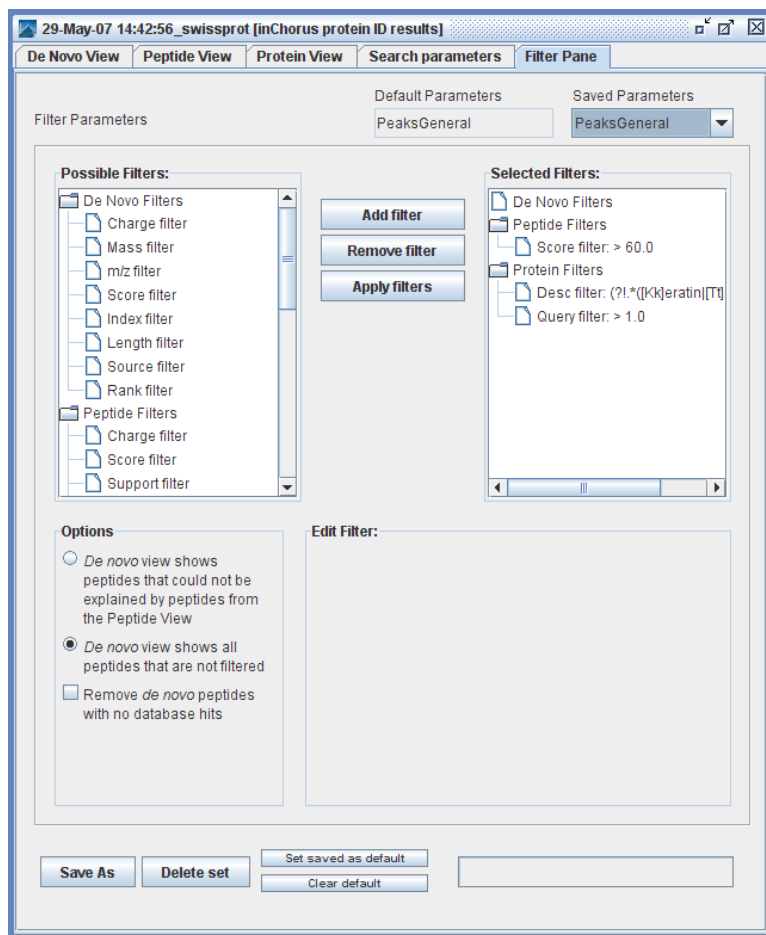 29-May-07 14:42:56_swissprot [inChorus protein ID results]
De Novo View Peptide View Protein View Search parameters Filter Pane
Default Parameters Saved Parameters
Filter Parameters PeaksGeneral PeaksGeneral
Possible Filters:
De Novo Filters
Charge filter
Mass filter
m/z filter
Score filter
Index filter
Length filter
Source filter
Rank filter
Peptide Filters
Charge filter
Score filter
Support filter
Add filter
Remove filter
Apply filters
Selected Filters:
De Novo Filters
Peptide Filters
Score filter: > 60.0
Protein Filters
Desc filter: (?!.*([Kk]eratin|[Tt]
Query filter: > 1.0
Options
De novo view shows
peptides that could not be
explained by peptides from
the Peptide View
De novo view shows all
peptides that are not filtered
Remove de novo peptides
with no database hits
Edit Filter:
Save As Delete set
Set saved as default
Clear default